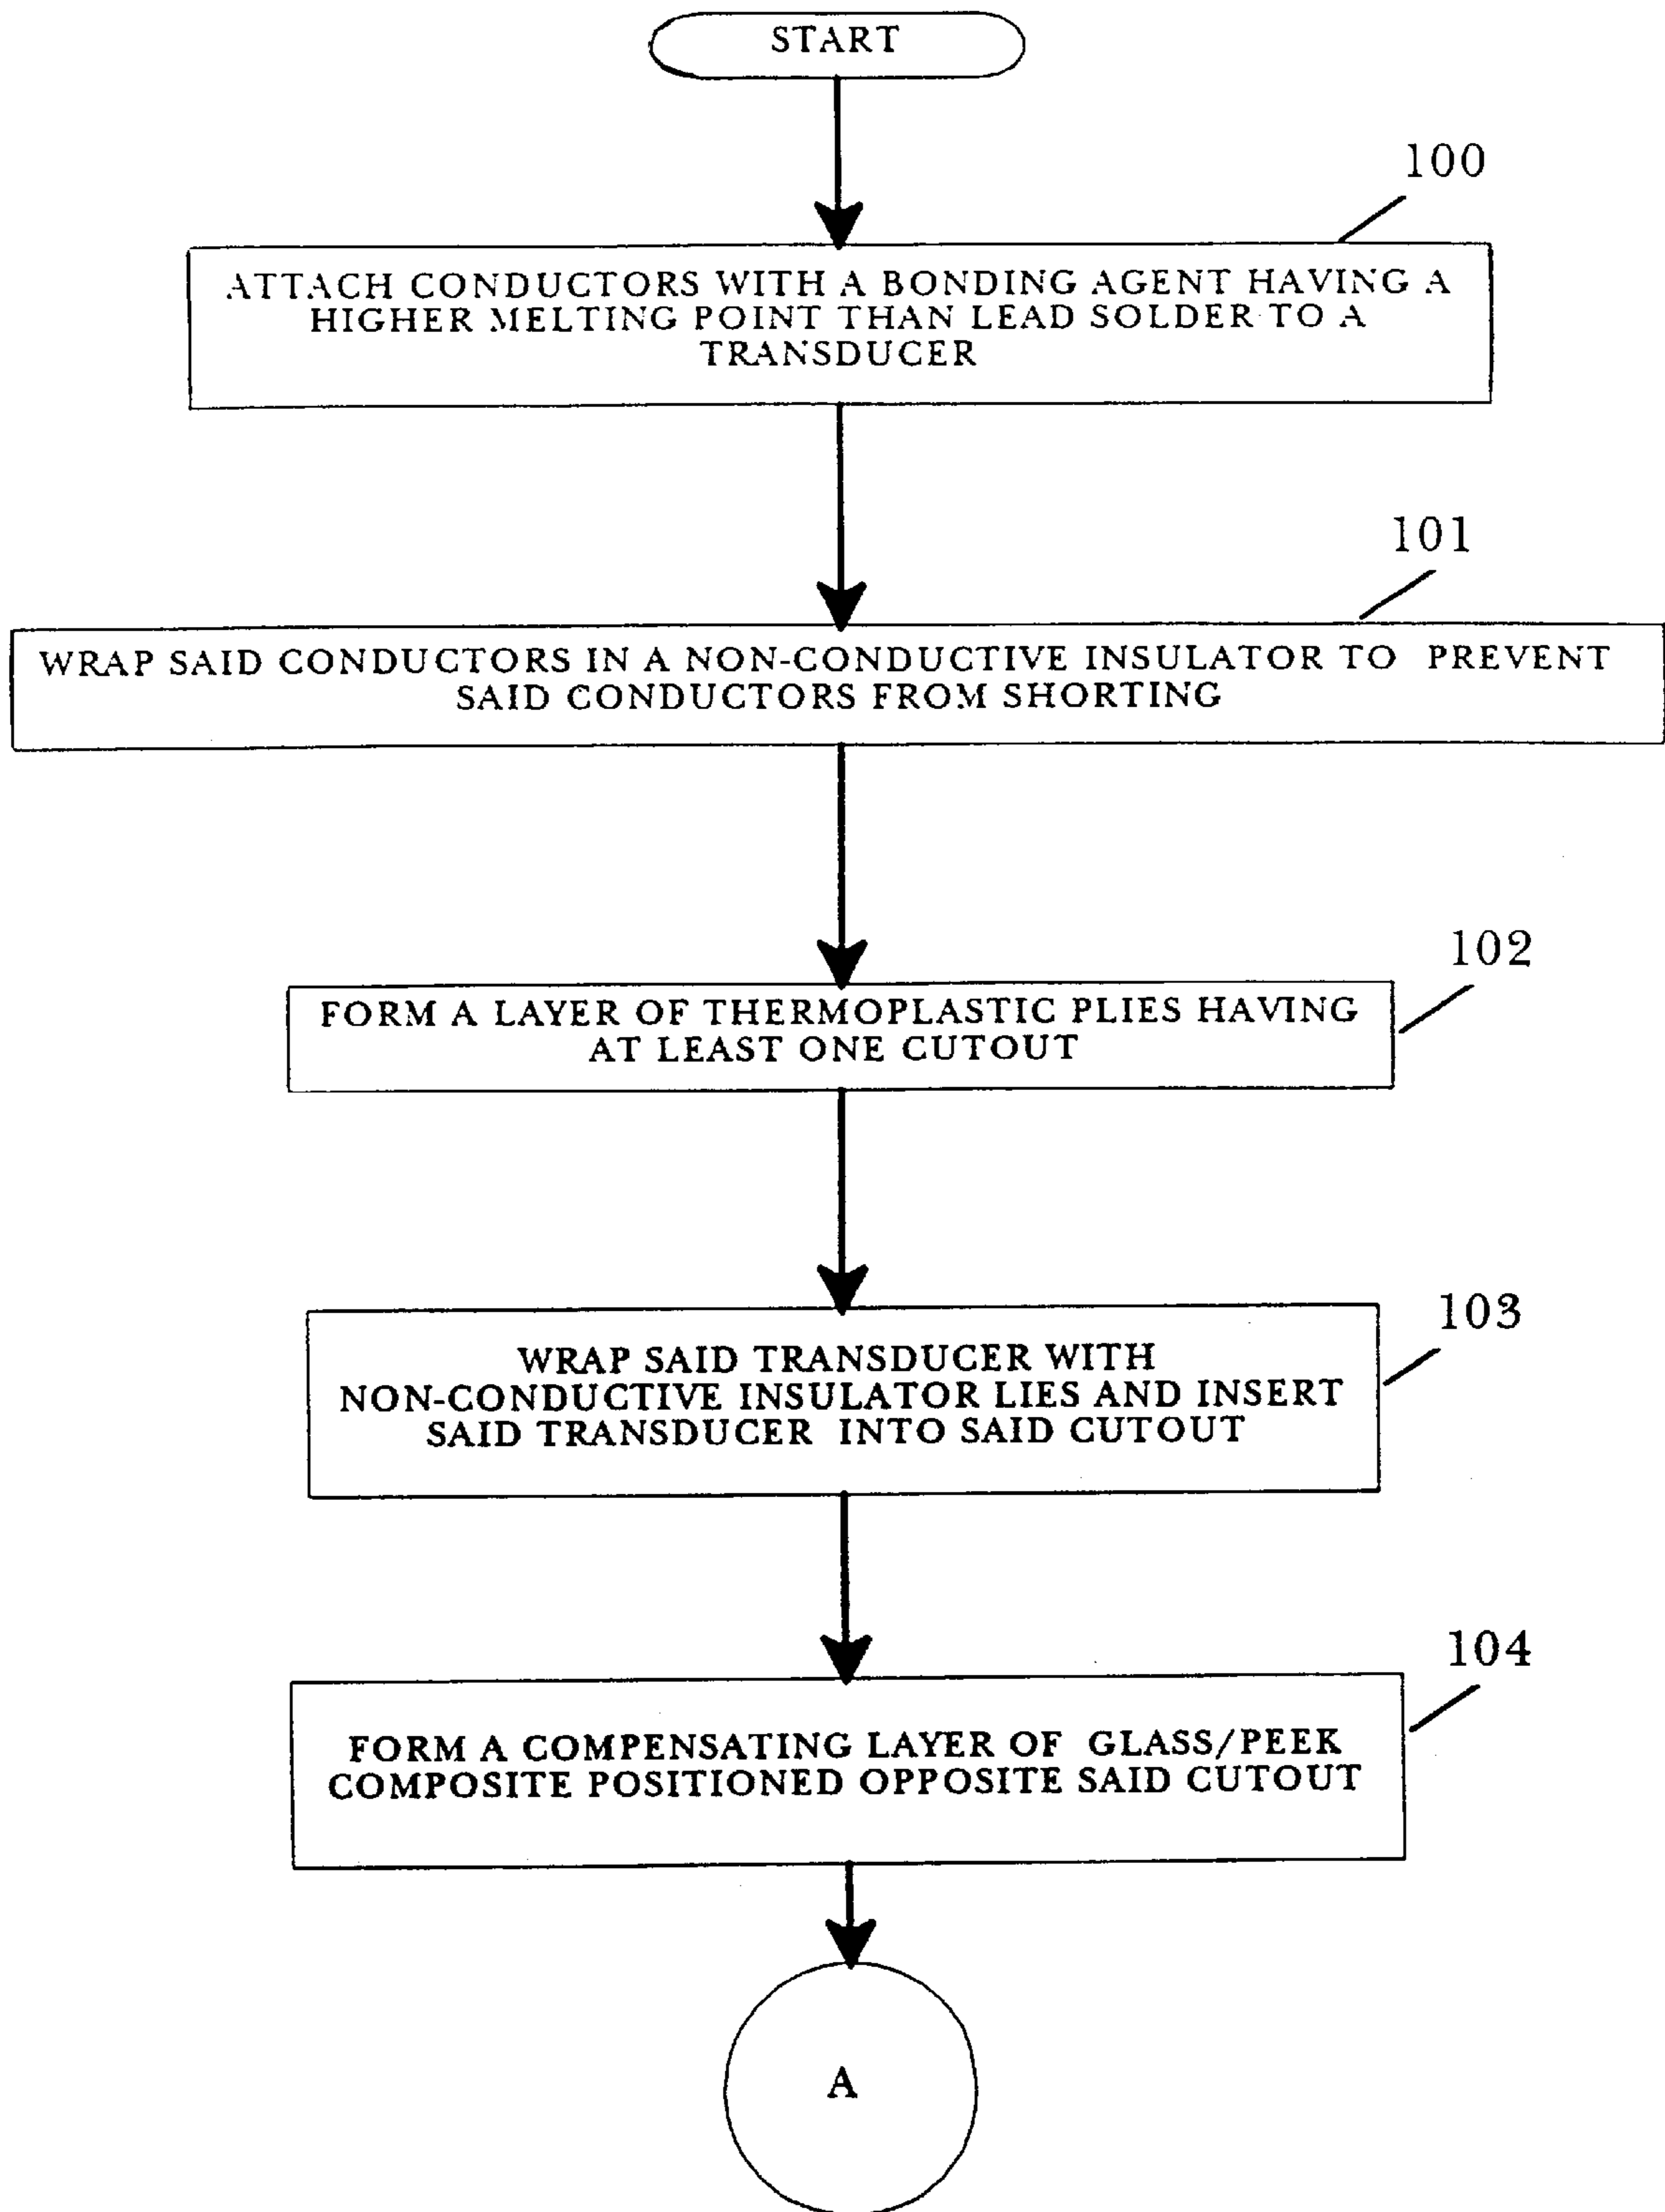 START
100
ATTACH CONDUCTORS WITH A BONDING AGENT HAVING A
HIGHER MELTING POINT THAN LEAD SOLDER TO A
TRANSDUCER
101
WRAP SAID CONDUCTORS IN A NON-CONDUCTIVE INSULATOR TO PREVENT
SAID CONDUCTORS FROM SHORTING
102
FORM A LAYER OF THERMOPLASTIC PLIES HAVING
AT LEAST ONE CUTOUT
103
WRAP SAID TRANSDUCER WITH
NON-CONDUCTIVE INSULATOR LIES AND INSERT
SAID TRANSDUCER INTO SAID CUTOUT
104
FORM A COMPENSATING LAYER OF GLASS/PEEK
COMPOSITE POSITIONED OPPOSITE SAID CUTOUT
A